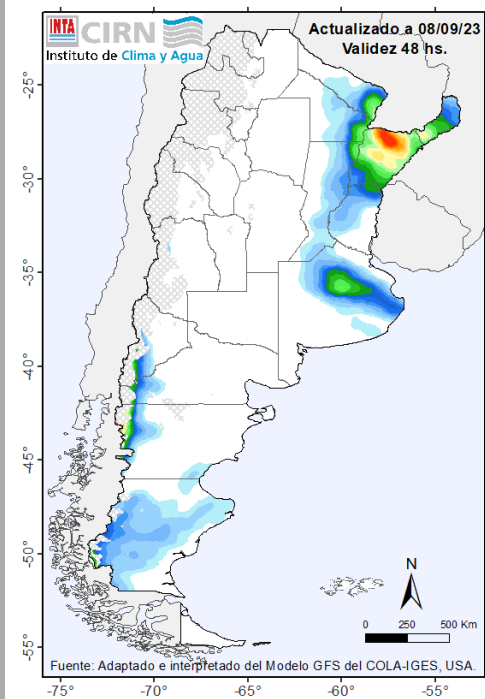 INTA CIRN
Instituto de Clima y Agua
Actualizado a 08/09/23
Validez 48 hs.
-25°
-30°
-35°
-40°
-45°
-50°
-55°
N
0 250 500 Km
Fuente: Adaptado e interpretado del Modelo GFS del COLA-IGES, USA.
-75° -70° -65° -60° -55°